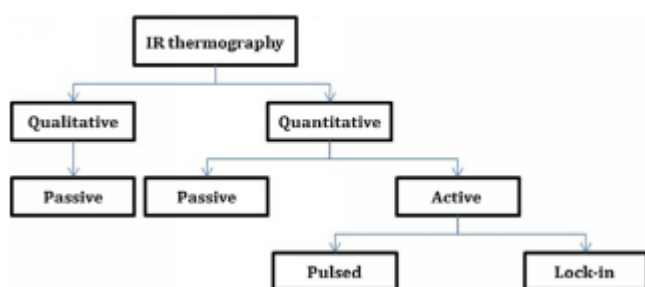 IR thermography
Qualitative
Quantitative
Passive
Passive
Active
Pulsed
Lock-in